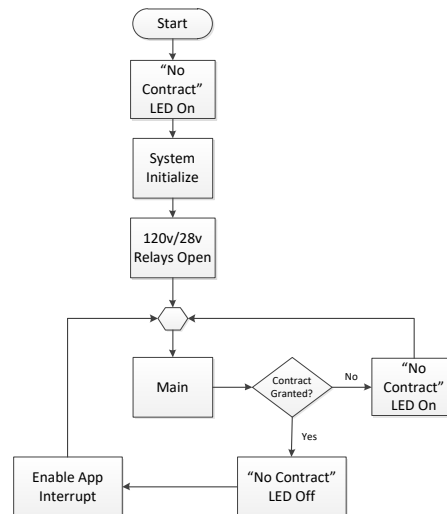 Start
“No
Contract”
LED On
System
Initialize
120v/28v
Relays Open
Main
Contract
Granted?
No
“No
Contract”
LED On
Yes
“No Contract”
LED Off
Enable App
Interrupt